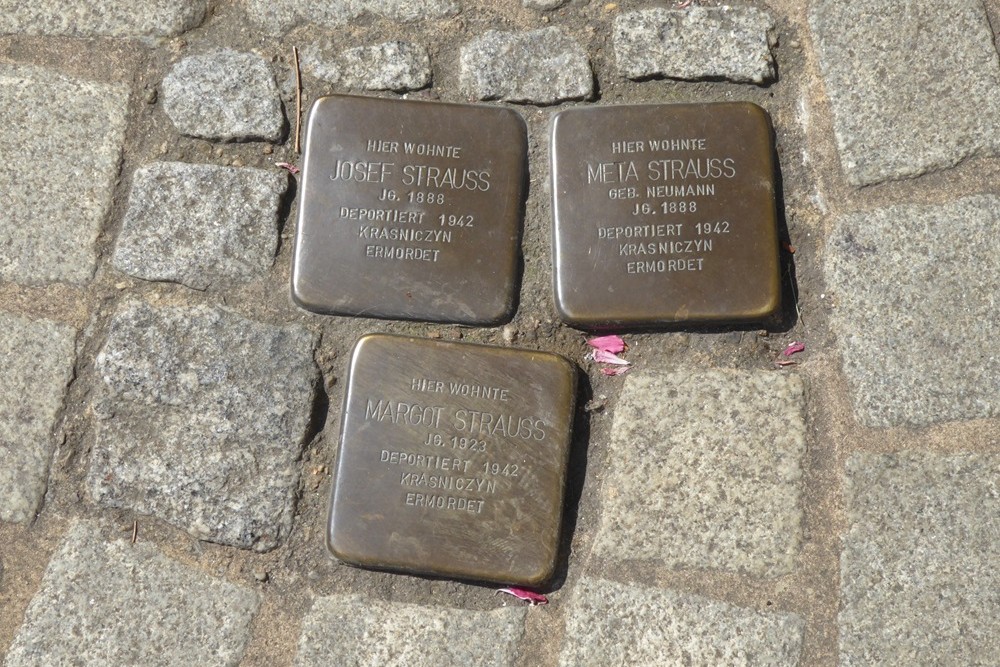 HIER WOHNTE
JOSEF STRAUSS
JG. 1888
DEPORTIERT 1942
KRASNICZYN
ERMORDET
HIER WOHNTE
META STRAUSS
GEB. NEUMANN
JG. 1888
DEPORTIERT 1942
KRASNICZYN
ERMORDET
HIER WOHNTE
MARGOT STRAUSS
JG. 1923
DEPORTIERT 1942
KRASNICZYN
ERMORDET